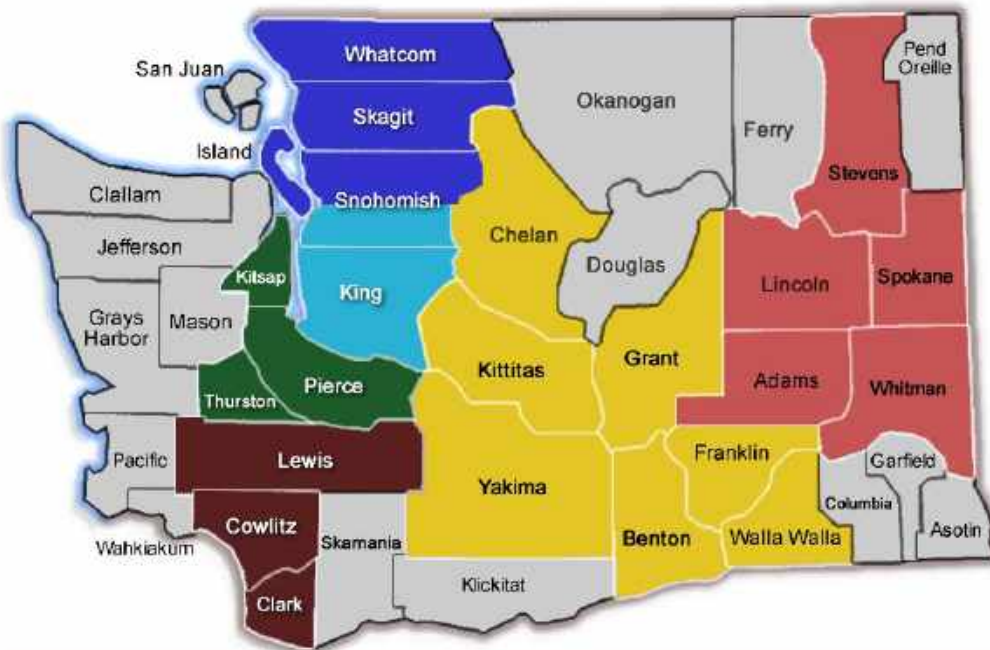 Whatcom
Pend
Oreille
San Juan
Okanogan
Skagit
Ferry
Island
Stevens
Clallam
Snohomish
Chelan
Jefferson
Douglas
Kitsap
Lincoln
Spokane
King
Grays
Harbor
Mason
Grant
Kittitas
Adams
Pierce
Whitman
Thurston
Franklin
Pacific
Lewis
Garfield
Yakima
Columbia
Cowlitz
Asotin
Wahkiakum
Skamania
Benton
Walla Walla
Klickitat
Clark